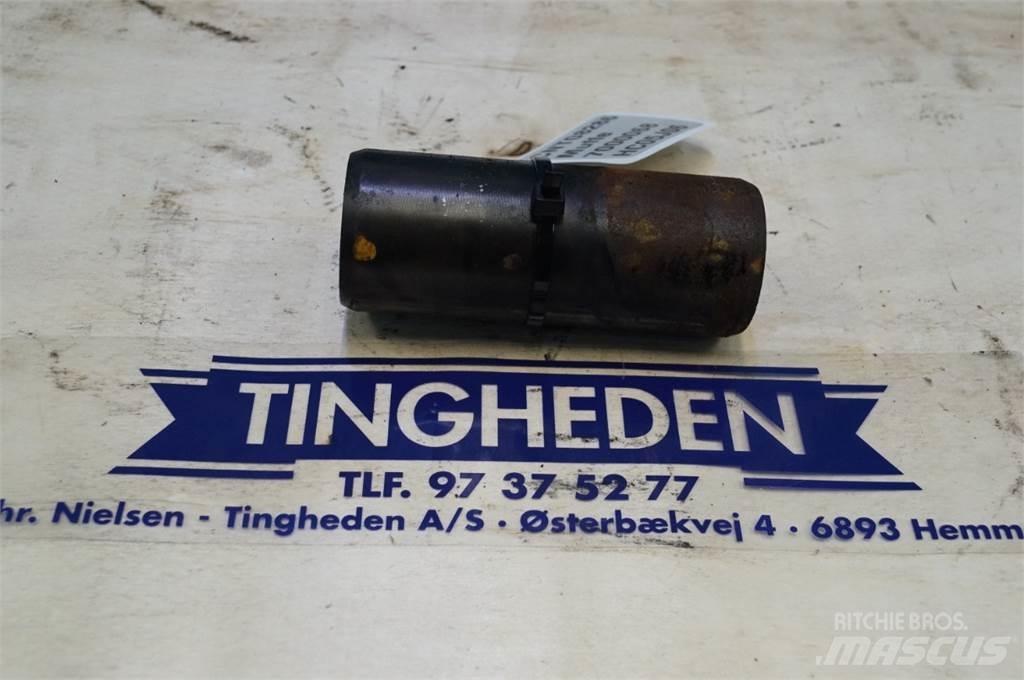 TINGHEDEN
TLF. 97 37 52 77
hr. Nielsen - Tingheden A/S · Østerbækvej 4 · 6893 Hemm
RITCHIE BROS.
MASCUS